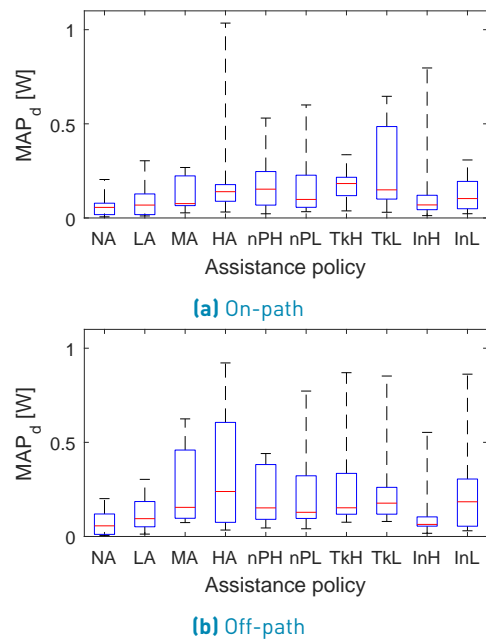 1
MAP_d [W]
0.5
0
NA LA MA HA nPH nPL TkH TkL InH InL
Assistance policy
(a) On-path
1
MAP_d [W]
0.5
0
NA LA MA HA nPH nPL TkH TkL InH InL
Assistance policy
(b) Off-path